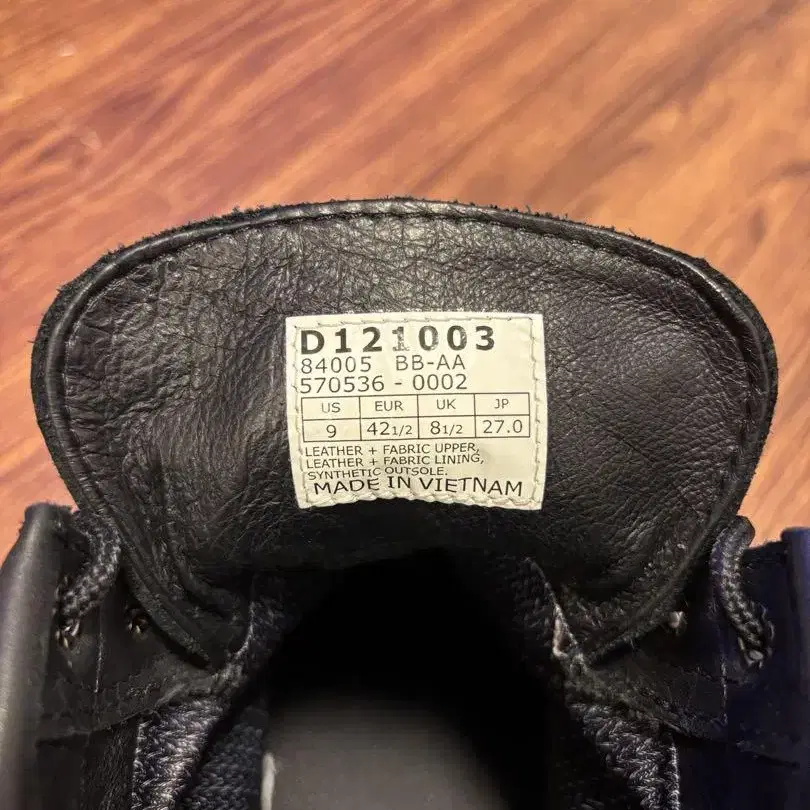 D121003
84005 BB-AA
570536 - 0002
US EUR UK JP
9 42 1/2 8 1/2 27.0
LEATHER + FABRIC UPPER,
LEATHER + FABRIC LINING,
SYNTHETIC OUTSOLE.
MADE IN VIETNAM